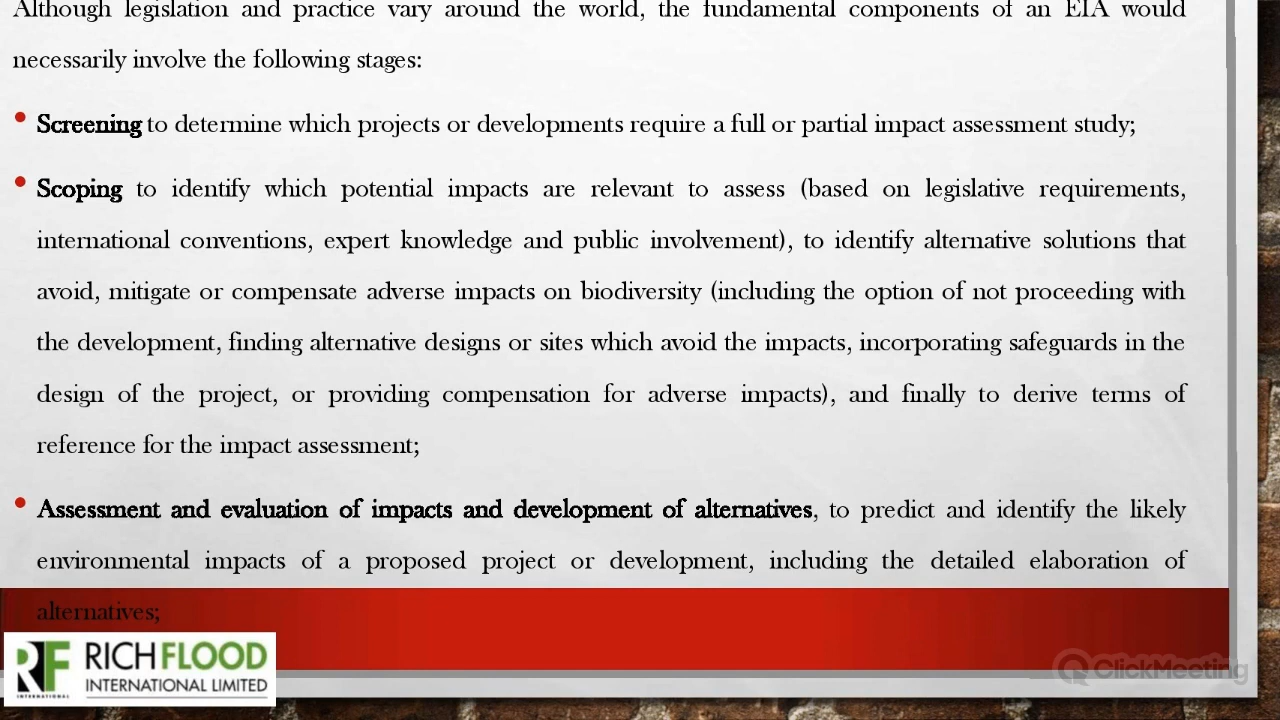 Although legislation and practice vary around the world, the fundamental components of an EIA would
necessarily involve the following stages:
• Screening to determine which projects or developments require a full or partial impact assessment study;
• Scoping to identify which potential impacts are relevant to assess (based on legislative requirements,
international conventions, expert knowledge and public involvement), to identify alternative solutions that
avoid, mitigate or compensate adverse impacts on biodiversity (including the option of not proceeding with
the development, finding alternative designs or sites which avoid the impacts, incorporating safeguards in the
design of the project, or providing compensation for adverse impacts), and finally to derive terms of
reference for the impact assessment;
• Assessment and evaluation of impacts and development of alternatives, to predict and identify the likely
environmental impacts of a proposed project or development, including the detailed elaboration of
alternatives;
RF
INTERNATIONAL
RICHFLOOD
INTERNATIONAL LIMITED
ClickMeeting